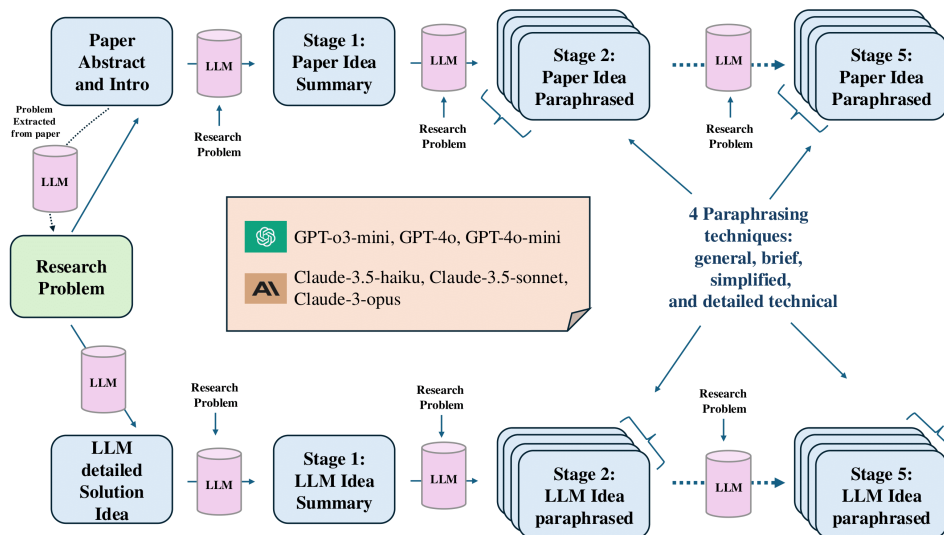 Paper
Abstract
and Intro
LLM
Research
Problem
Stage 1:
Paper Idea
Summary
LLM
Research
Problem
Stage 2:
Paper Idea
Paraphrased
LLM
Research
Problem
Stage 5:
Paper Idea
Paraphrased
Problem
Extracted
from paper
LLM
Research
Problem
GPT-o3-mini, GPT-4o, GPT-4o-mini
Claude-3.5-haiku, Claude-3.5-sonnet,
Claude-3-opus
4 Paraphrasing
techniques:
general, brief,
simplified,
and detailed technical
LLM
LLM
detailed
Solution
Idea
Research
Problem
LLM
Stage 1:
LLM Idea
Summary
Research
Problem
LLM
Stage 2:
LLM Idea
paraphrased
Research
Problem
LLM
Stage 5:
LLM Idea
paraphrased